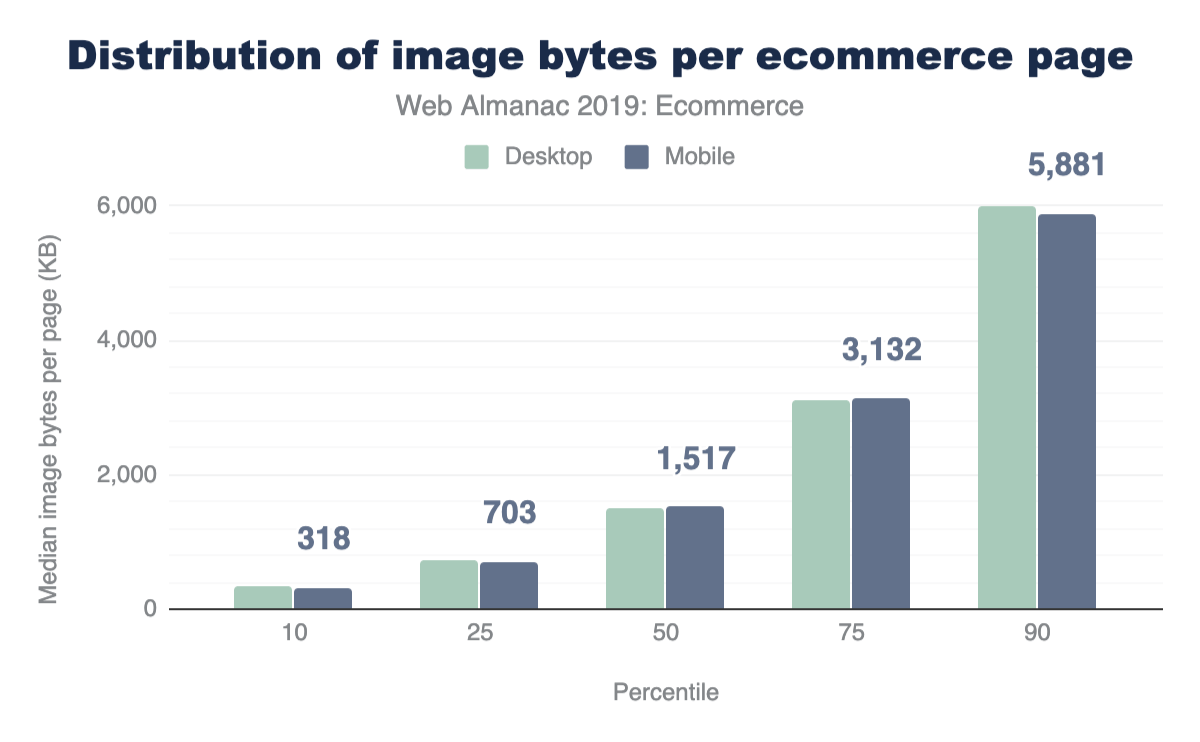 Distribution of image bytes per ecommerce page
Web Almanac 2019: Ecommerce
Desktop
Mobile
Median image bytes per page (KB)
6,000
4,000
2,000
0
318
703
1,517
3,132
5,881
10
25
50
75
90
Percentile